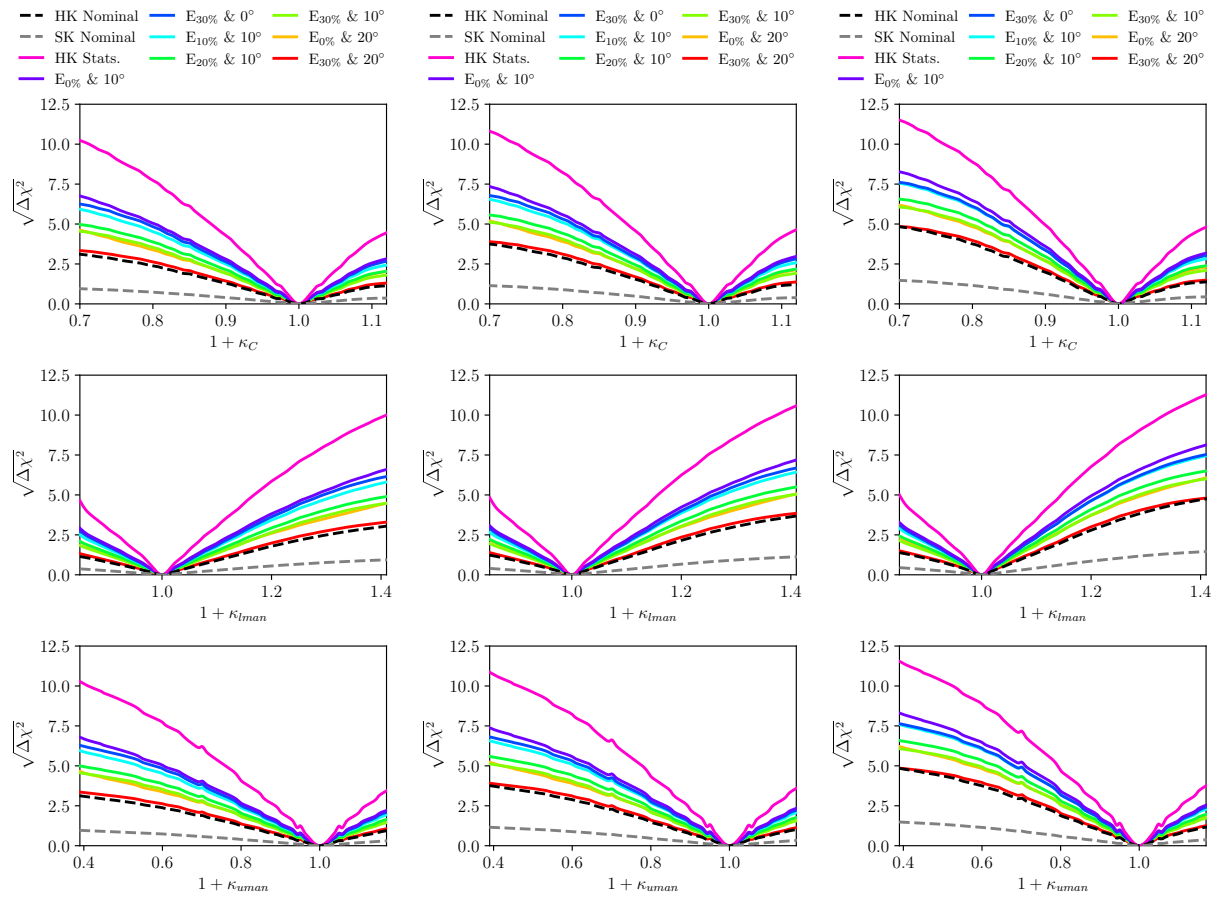 HK Nominal E₃₀% & 0° E₃₀% & 10° HK Nominal E₃₀% & 0° E₃₀% & 10° HK Nominal E₃₀% & 0° E₃₀% & 10°
SK Nominal E₁₀% & 10° E₀% & 20° SK Nominal E₁₀% & 10° E₀% & 20° SK Nominal E₁₀% & 10° E₀% & 20°
HK Stats. E₂₀% & 10° E₃₀% & 20° HK Stats. E₂₀% & 10° E₃₀% & 20° HK Stats. E₂₀% & 10° E₃₀% & 20°
E₀% & 10° E₀% & 10° E₀% & 10°
12.5 12.5 12.5
10.0 10.0 10.0
7.5 7.5 7.5
√Δχ² √Δχ² √Δχ²
5.0 5.0 5.0
2.5 2.5 2.5
0.0 0.0 0.0
0.7 0.8 0.9 1.0 1.1 0.7 0.8 0.9 1.0 1.1 0.7 0.8 0.9 1.0 1.1
1 + κ_C 1 + κ_C 1 + κ_C
12.5 12.5 12.5
10.0 10.0 10.0
7.5 7.5 7.5
√Δχ² √Δχ² √Δχ²
5.0 5.0 5.0
2.5 2.5 2.5
0.0 0.0 0.0
1.0 1.2 1.4 1.0 1.2 1.4 1.0 1.2 1.4
1 + κ_lman 1 + κ_lman 1 + κ_lman
12.5 12.5 12.5
10.0 10.0 10.0
7.5 7.5 7.5
√Δχ² √Δχ² √Δχ²
5.0 5.0 5.0
2.5 2.5 2.5
0.0 0.0 0.0
0.4 0.6 0.8 1.0 0.4 0.6 0.8 1.0 0.4 0.6 0.8 1.0
1 + κ_uman 1 + κ_uman 1 + κ_uman